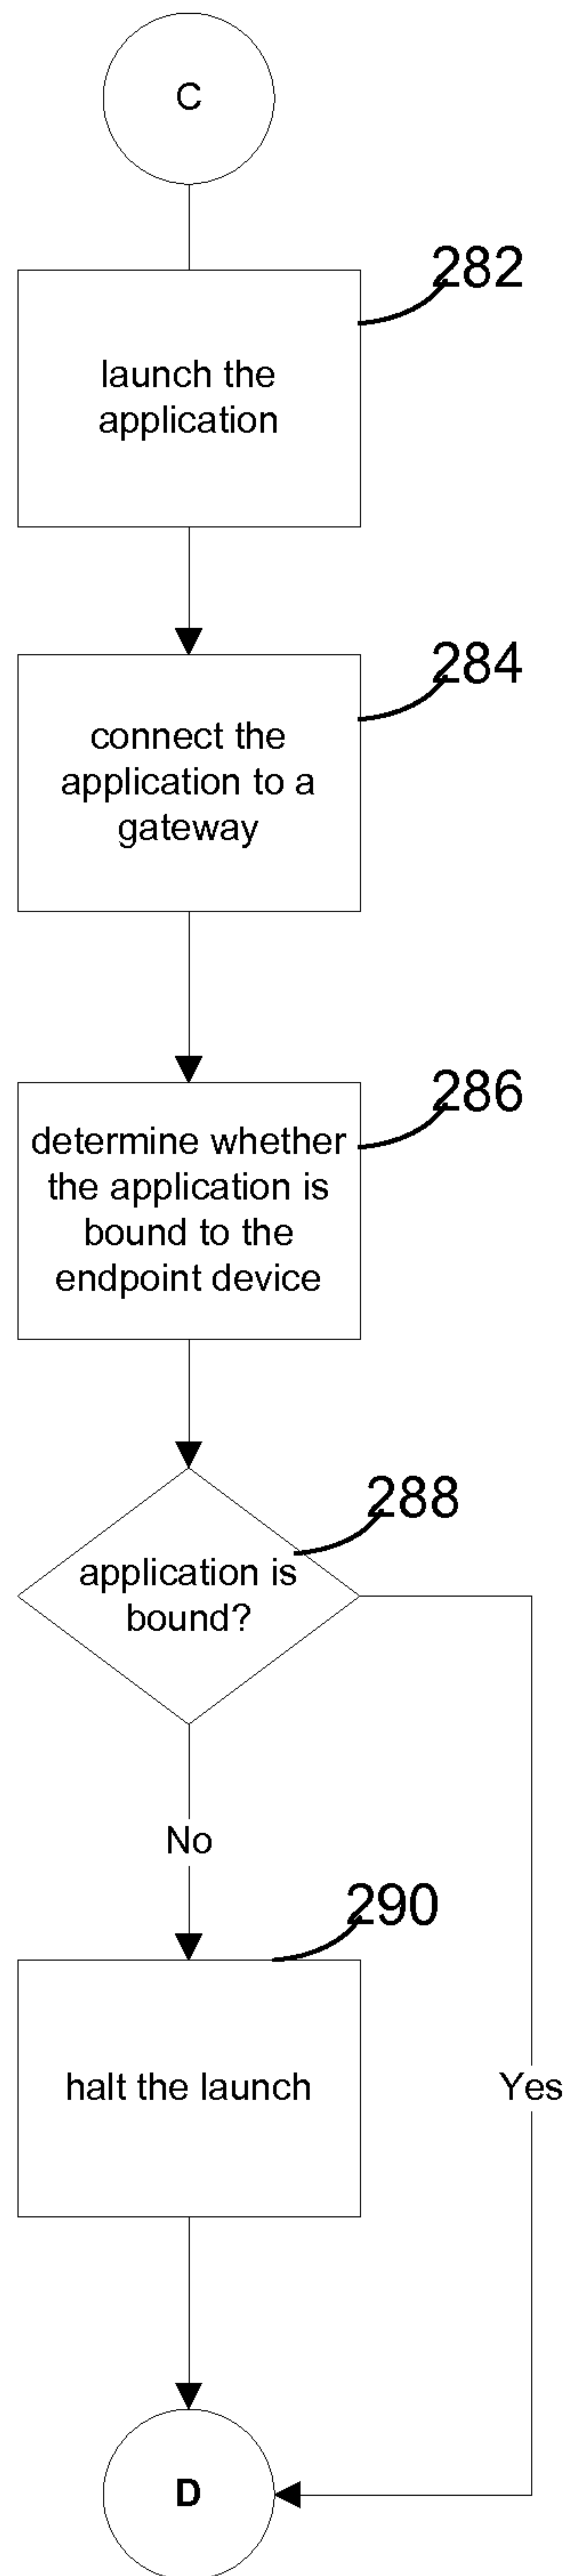 C
282
launch the
application
284
connect the
application to a
gateway
286
determine whether
the application is
bound to the
endpoint device
288
application is
bound?
No
290
halt the launch
Yes
D